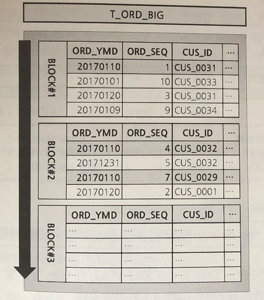 T_ORD_BIG
BLOCK#1
ORD_YMD ORD_SEQ CUS_ID ...
20170110 1 CUS_0031 ...
20170101 10 CUS_0033 ...
20170120 3 CUS_0031 ...
20170109 9 CUS_0034 ...
BLOCK#2
ORD_YMD ORD_SEQ CUS_ID ...
20170110 4 CUS_0032 ...
20171231 5 CUS_0032 ...
20170110 7 CUS_0029 ...
20170120 2 CUS_0001 ...
BLOCK#3
ORD_YMD ORD_SEQ CUS_ID ...
... ... ... ...
... ... ... ...
... ... ... ...
... ... ... ...